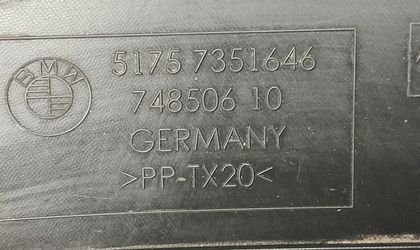 BMW
5175 7351646
748506 10
GERMANY
>PP-TX20<